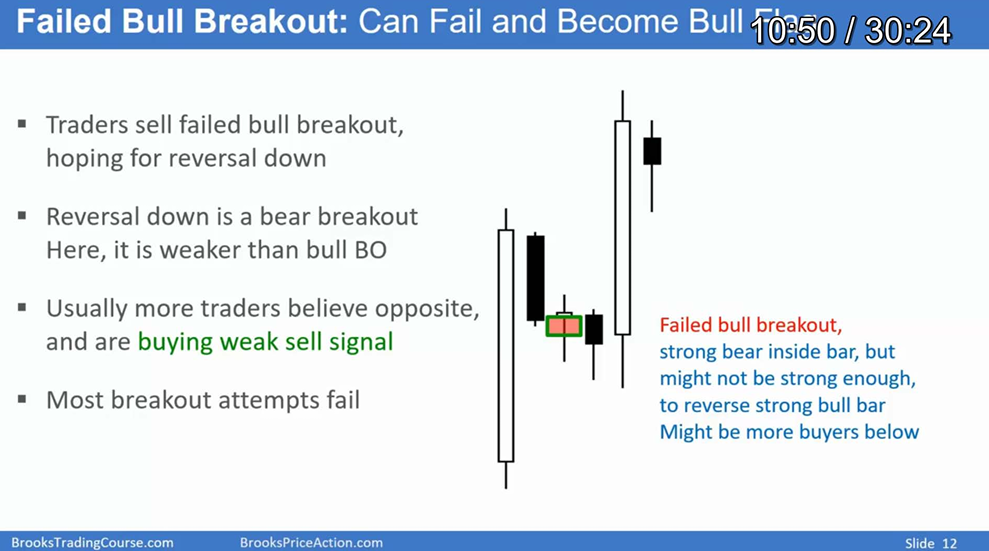 Failed Bull Breakout: Can Fail and Become Bull
10:50 / 30:24
▪ Traders sell failed bull breakout,
hoping for reversal down
▪ Reversal down is a bear breakout
Here, it is weaker than bull BO
▪ Usually more traders believe opposite,
and are buying weak sell signal
▪ Most breakout attempts fail
Failed bull breakout,
strong bear inside bar, but
might not be strong enough,
to reverse strong bull bar
Might be more buyers below
BrooksTradingCourse.com
BrooksPriceAction.com
Slide 12